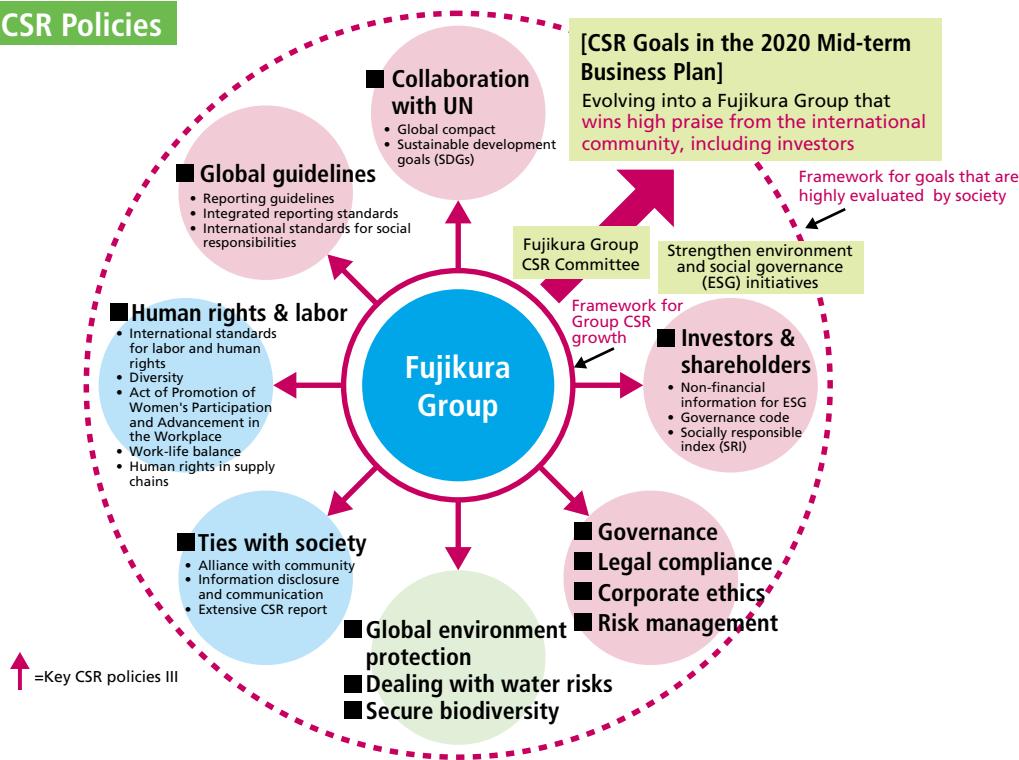 CSR Policies
[CSR Goals in the 2020 Mid-term
Business Plan]
Evolving into a Fujikura Group that
wins high praise from the international
community, including investors
■ Collaboration
with UN
• Global compact
• Sustainable development
goals (SDGs)
■ Global guidelines
• Reporting guidelines
• Integrated reporting standards
• International standards for social
responsibilities
Framework for goals that are
highly evaluated by society
Fujikura Group
CSR Committee
Strengthen environment
and social governance
(ESG) initiatives
Framework for
Group CSR
growth
■ Human rights & labor
• International standards
for labor and human
rights
• Diversity
• Act of Promotion of
Women's Participation
and Advancement in
the Workplace
• Work-life balance
• Human rights in supply
chains
Fujikura
Group
■ Investors &
shareholders
• Non-financial
information for ESG
• Governance code
• Socially responsible
index (SRI)
■ Ties with society
• Alliance with community
• Information disclosure
and communication
• Extensive CSR report
■ Governance
■ Legal compliance
■ Corporate ethics
■ Risk management
■ Global environment
protection
■ Dealing with water risks
■ Secure biodiversity
=Key CSR policies III